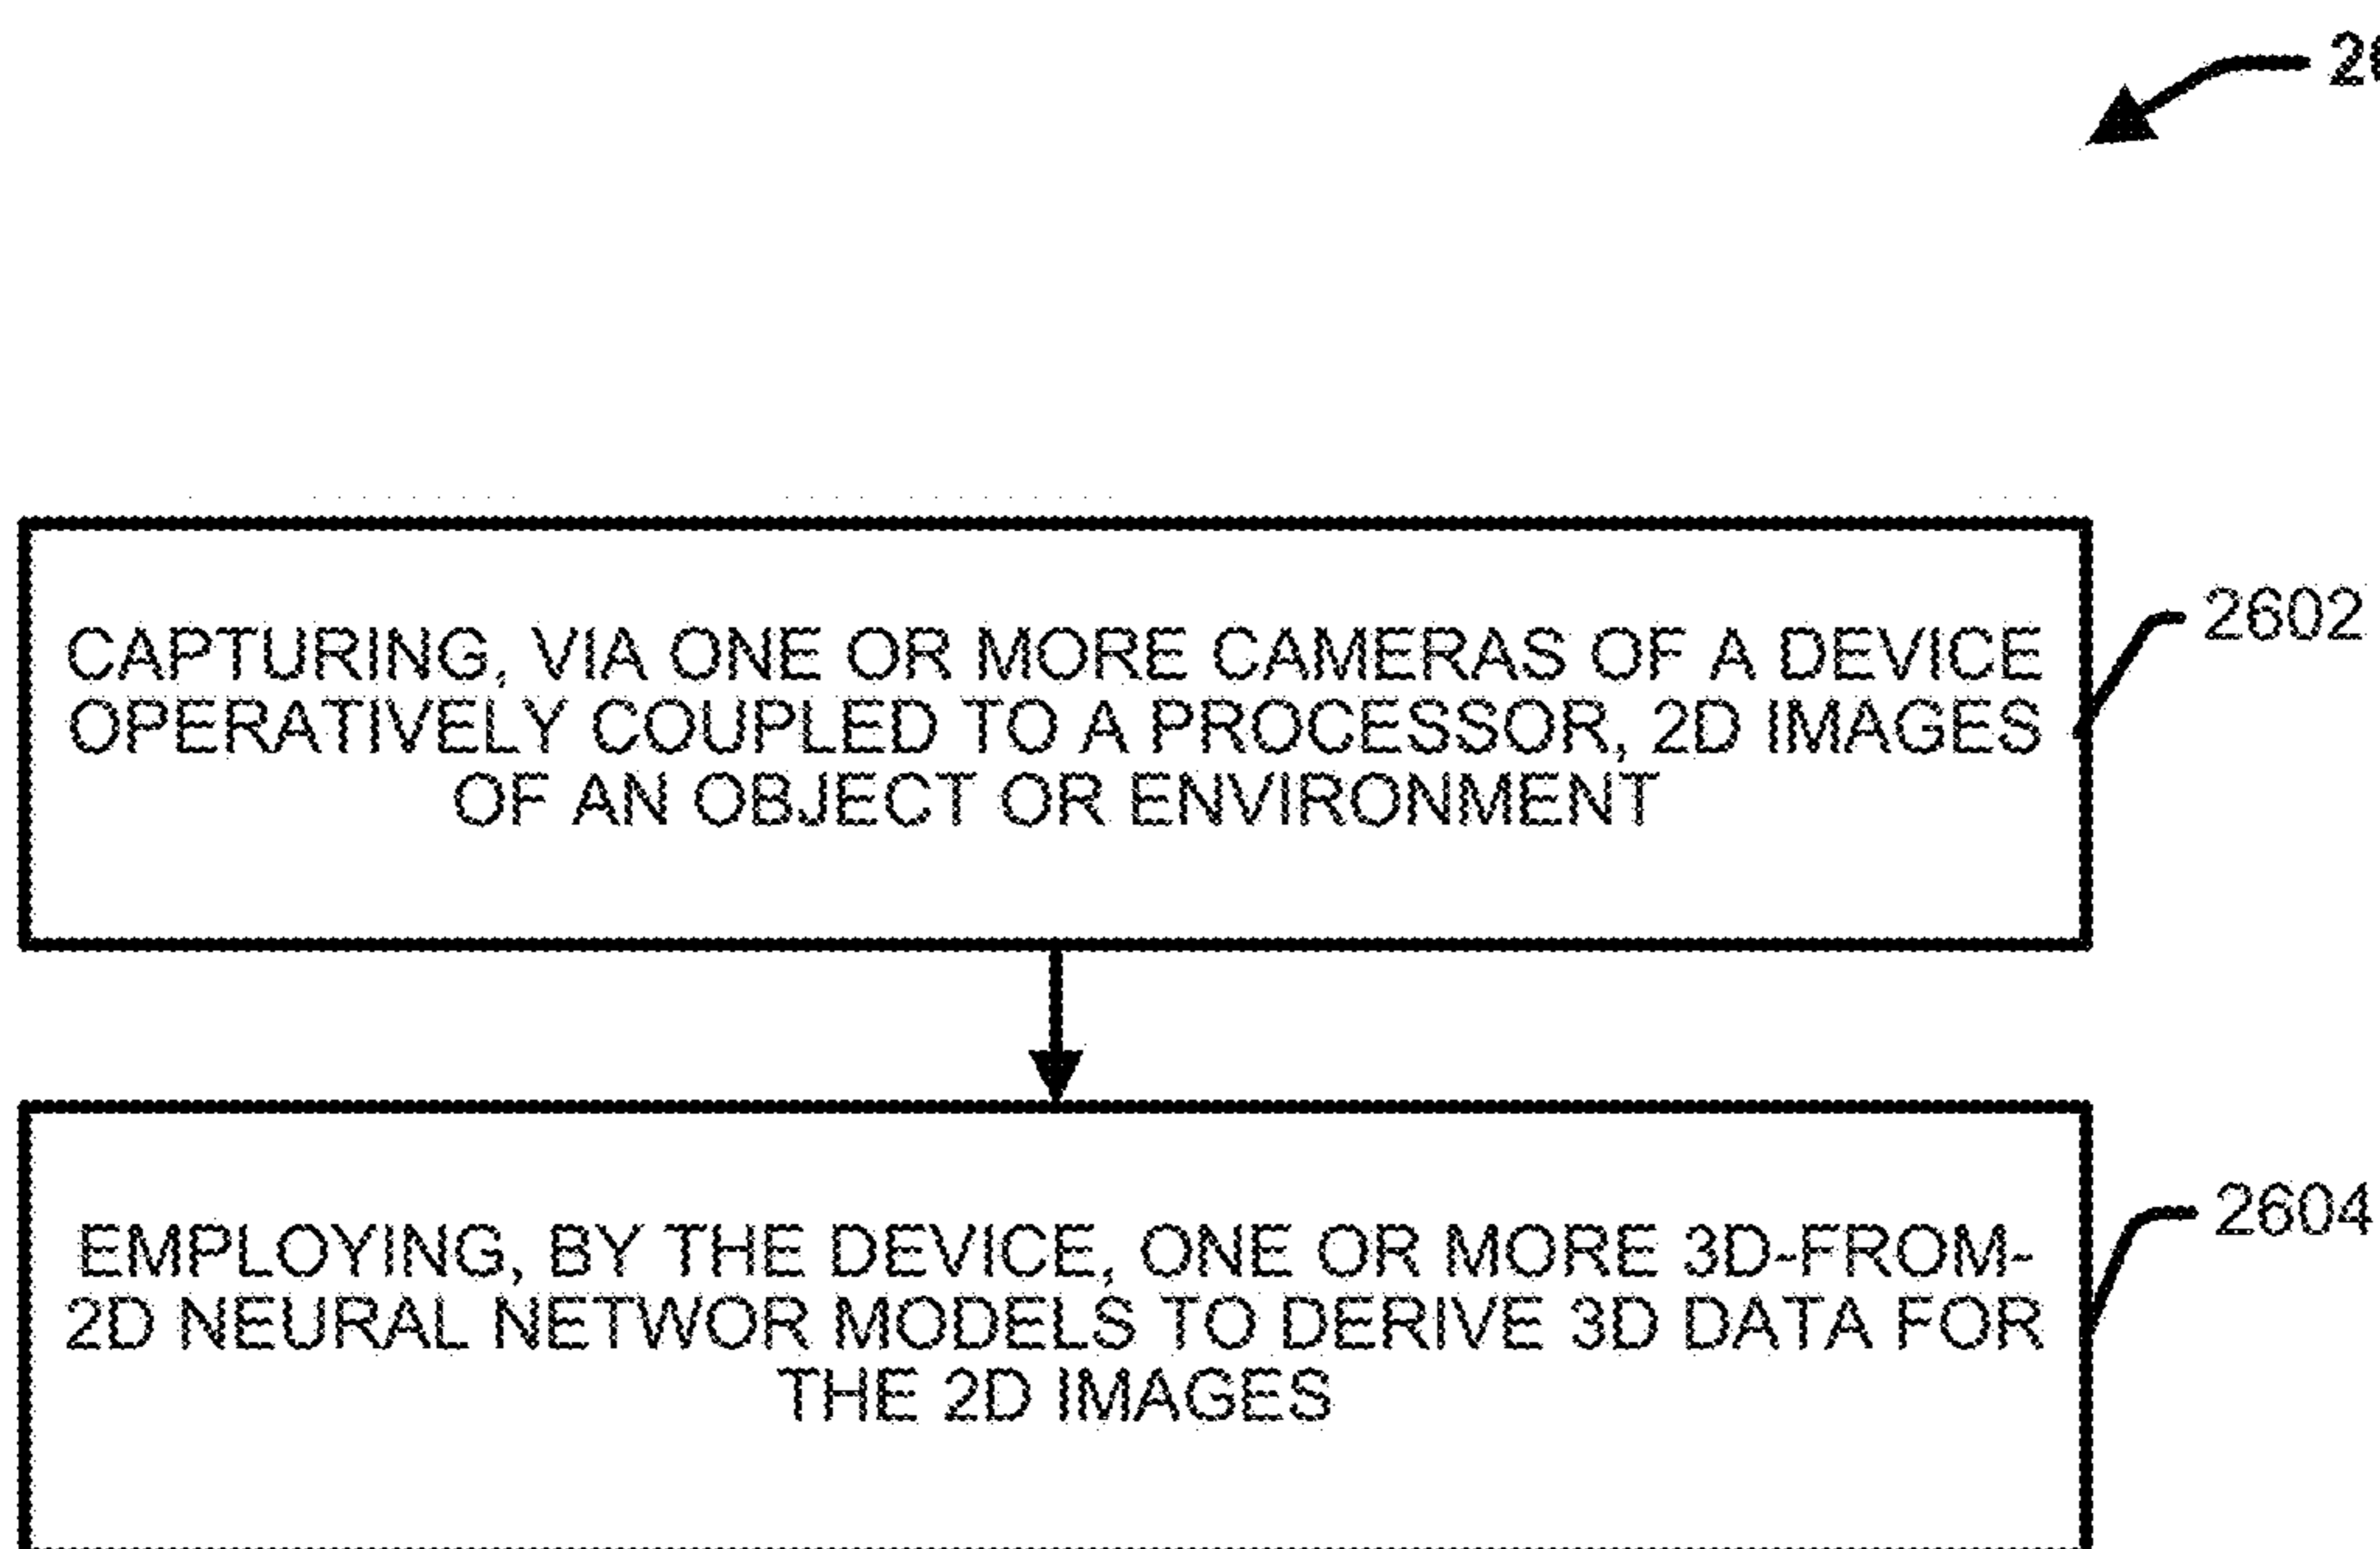 2602
CAPTURING, VIA ONE OR MORE CAMERAS OF A DEVICE
OPERATIVELY COUPLED TO A PROCESSOR, 2D IMAGES
OF AN OBJECT OR ENVIRONMENT
2604
EMPLOYING, BY THE DEVICE, ONE OR MORE 3D-FROM-
2D NEURAL NETWOR MODELS TO DERIVE 3D DATA FOR
THE 2D IMAGES